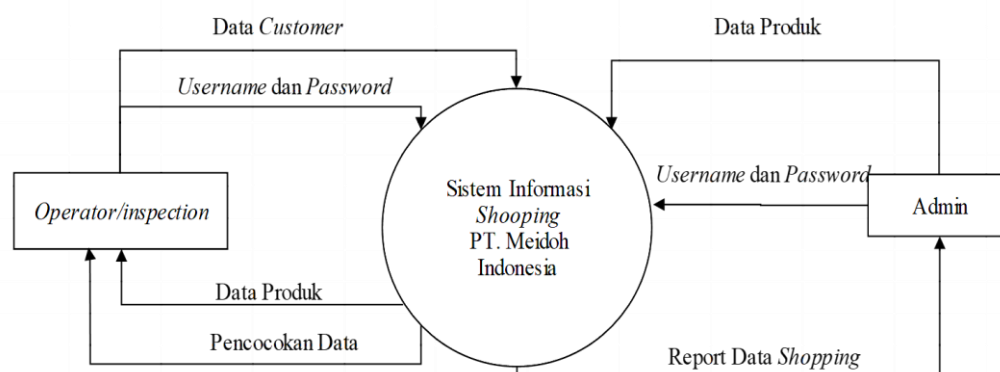 Data Customer
Data Produk
Username dan Password
Username dan Password
Operator/inspection
Sistem Informasi
Shooping
PT. Meidoh
Indonesia
Admin
Data Produk
Pencocokan Data
Report Data Shopping